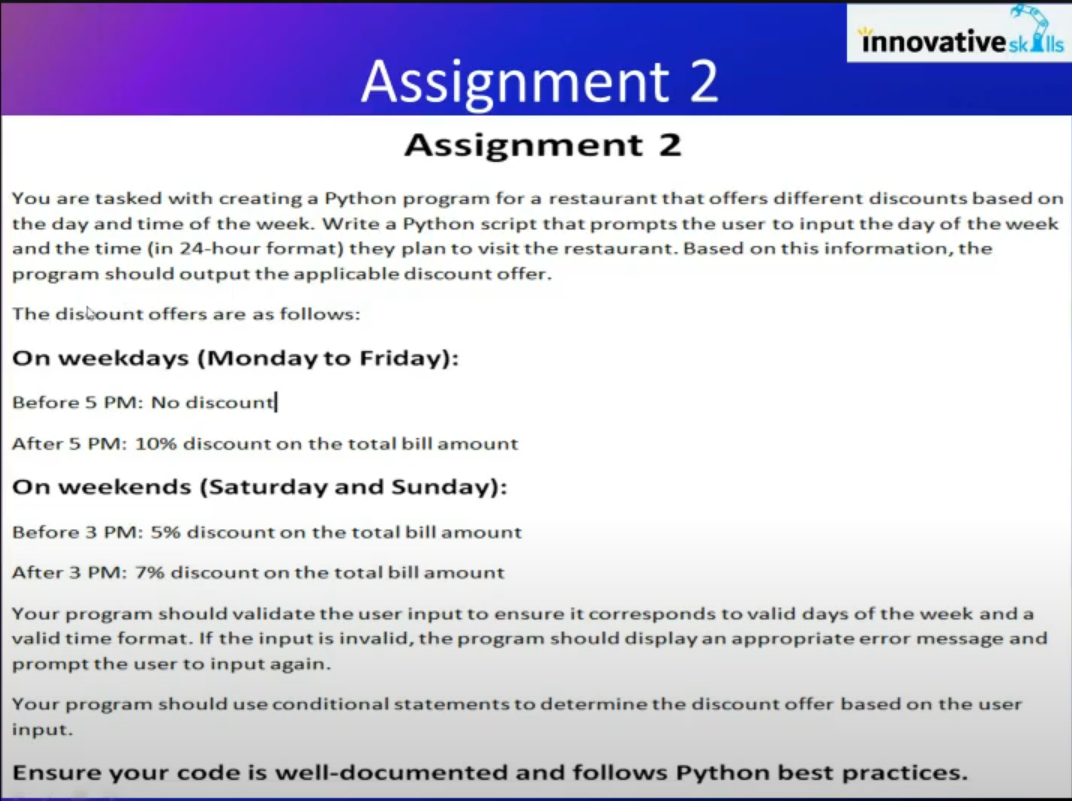 innovative skills
Assignment 2
Assignment 2
You are tasked with creating a Python program for a restaurant that offers different discounts based on
the day and time of the week. Write a Python script that prompts the user to input the day of the week
and the time (in 24-hour format) they plan to visit the restaurant. Based on this information, the
program should output the applicable discount offer.
The discount offers are as follows:
On weekdays (Monday to Friday):
Before 5 PM: No discount
After 5 PM: 10% discount on the total bill amount
On weekends (Saturday and Sunday):
Before 3 PM: 5% discount on the total bill amount
After 3 PM: 7% discount on the total bill amount
Your program should validate the user input to ensure it corresponds to valid days of the week and a
valid time format. If the input is invalid, the program should display an appropriate error message and
prompt the user to input again.
Your program should use conditional statements to determine the discount offer based on the user
input.
Ensure your code is well-documented and follows Python best practices.